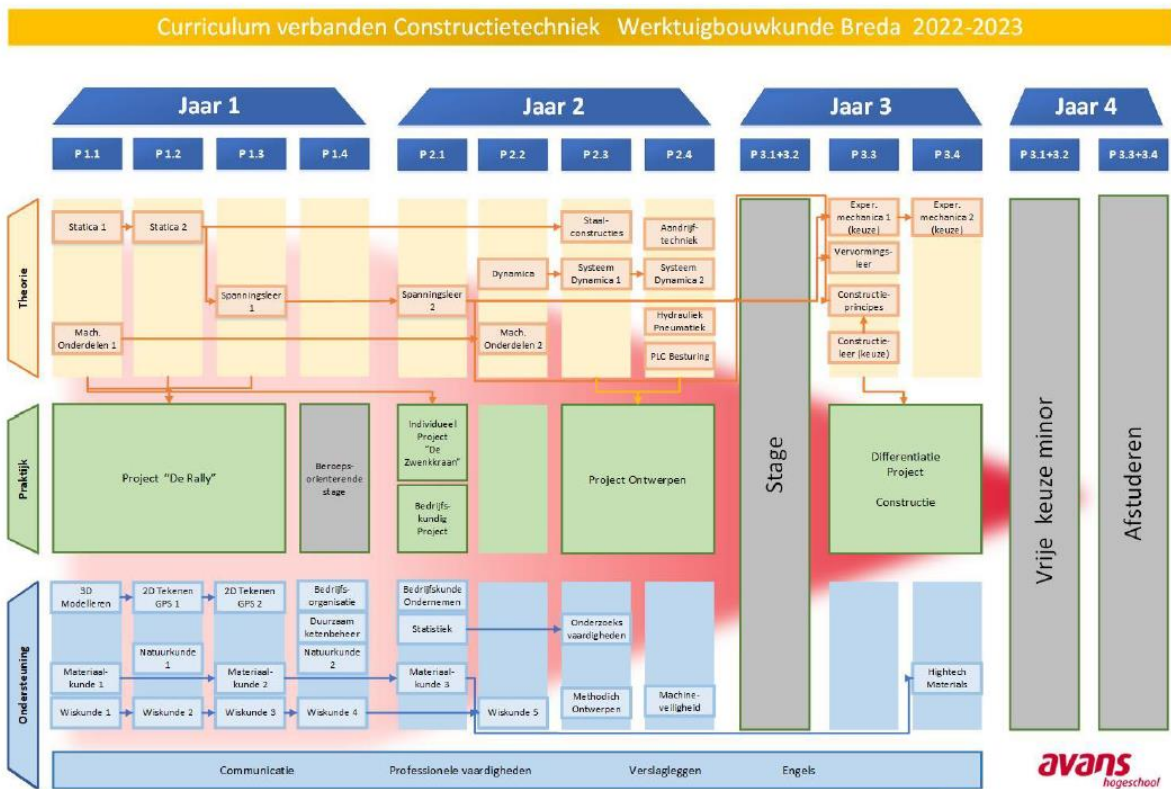 Curriculum verbanden Constructietechniek Werktuigbouwkunde Breda 2022-2023
Jaar 1
Jaar 2
Jaar 3
Jaar 4
P 1.1
P 1.2
P 1.3
P 1.4
P 2.1
P 2.2
P 2.3
P 2.4
P 3.1+3.2
P 3.3
P 3.4
P 3.1+3.2
P 3.3+3.4
Theorie
Statica 1
Statica 2
Staal-
constructies
Aandrijf-
techniek
Exper.
mechanica 1
(keuze)
Exper.
mechanica 2
(keuze)
Vervormings-
leer
Dynamica
Systeem
Dynamica 1
Systeem
Dynamica 2
Spanningsleer
1
Spanningsleer
2
Constructie-
principes
Hydrauliek
Pneumatiek
Mach.
Onderdelen 1
Mach.
Onderdelen 2
PLC Besturing
Constructie-
leer (keuze)
Praktijk
Project "De Rally"
Beroeps-
orienterende
stage
Individueel
Project
"De
Zwenkkraan"
Bedrijfs-
kundig
Project
Project Ontwerpen
Stage
Differentiatie
Project
Constructie
Vrije keuze minor
Afstuderen
Ondersteuning
3D
Modelleren
2D Tekenen
GPS 1
2D Tekenen
GPS 2
Bedrijfs-
organisatie
Bedrijfskunde
Ondernemen
Duurzaam
ketenbeheer
Statistiek
Onderzoeks
vaardigheden
Natuurkunde
1
Natuurkunde
2
Materiaal-
kunde 1
Materiaal-
kunde 2
Materiaal-
kunde 3
Hightech
Materials
Methodich
Ontwerpen
Machine-
veiligheid
Wiskunde 1
Wiskunde 2
Wiskunde 3
Wiskunde 4
Wiskunde 5
Communicatie
Professionele vaardigheden
Verslagleggen
Engels
avans
hogeschool